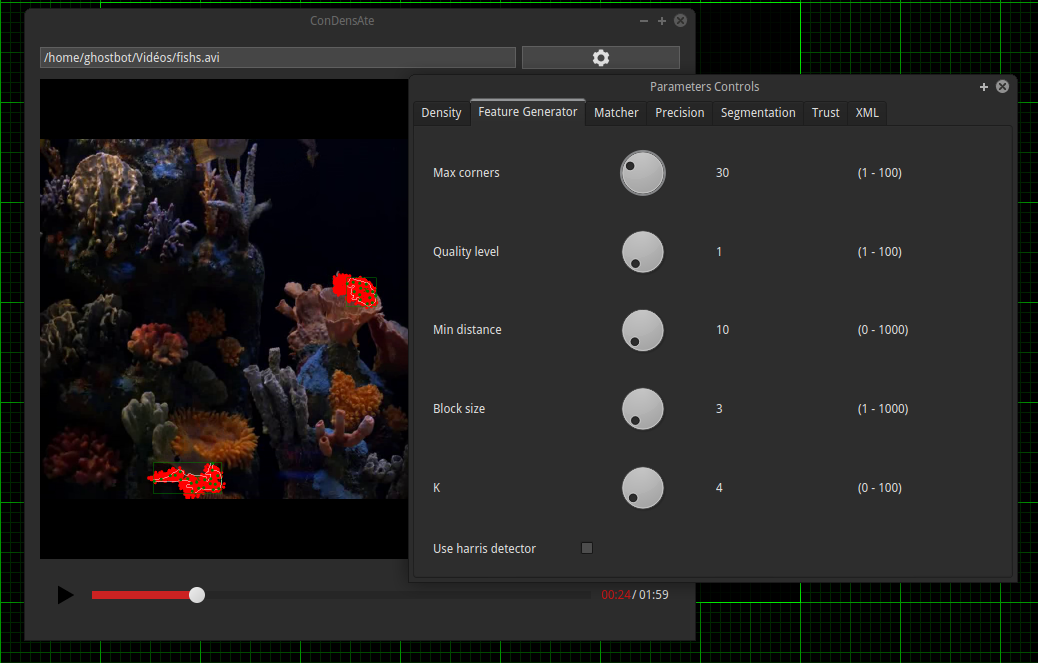 ConDensAte
/home/ghostbot/Vidéos/fishs.avi
Parameters Controls
Density Feature Generator Matcher Precision Segmentation Trust XML
Max corners 30 (1 - 100)
Quality level 1 (1 - 100)
Min distance 10 (0 - 1000)
Block size 3 (1 - 1000)
K 4 (0 - 100)
Use harris detector
00:24 / 01:59